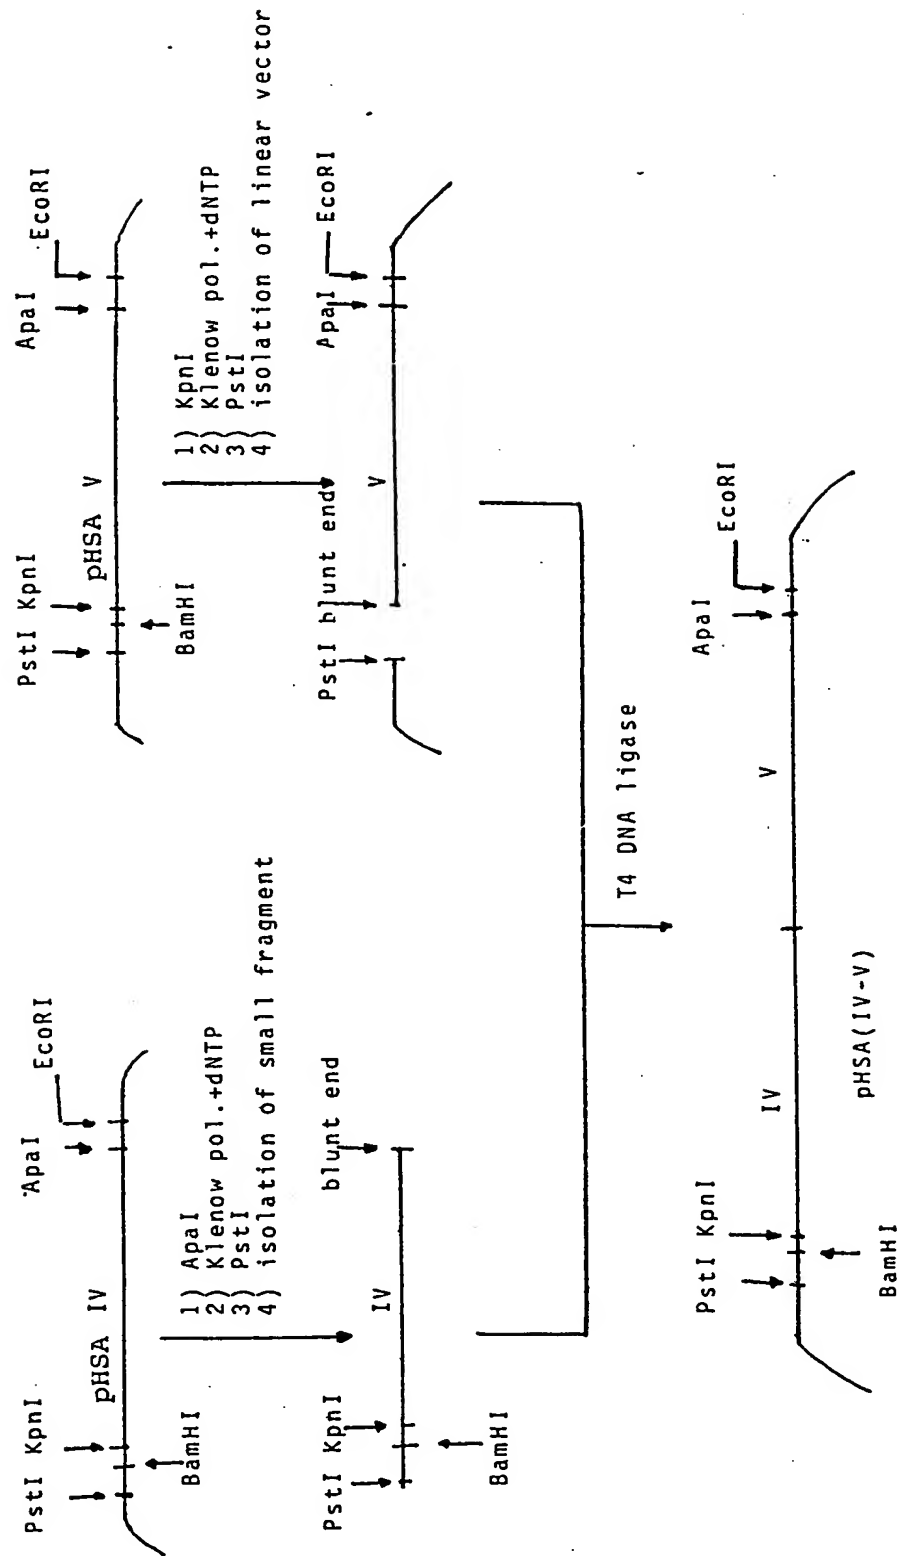 PstI KpnI
BamHI
pHSA IV
ApaI
EcoRI
1) ApaI
2) Klenow pol.+dNTP
3) PstI
4) isolation of small fragment
PstI KpnI
BamHI
IV
blunt end
PstI KpnI
BamHI
pHSA V
ApaI
EcoRI
1) KpnI
2) Klenow pol.+dNTP
3) PstI
4) isolation of linear vector
PstI blunt end
V
ApaI
EcoRI
T4 DNA ligase
PstI KpnI
BamHI
IV
V
ApaI
EcoRI
pHSA(IV-V)